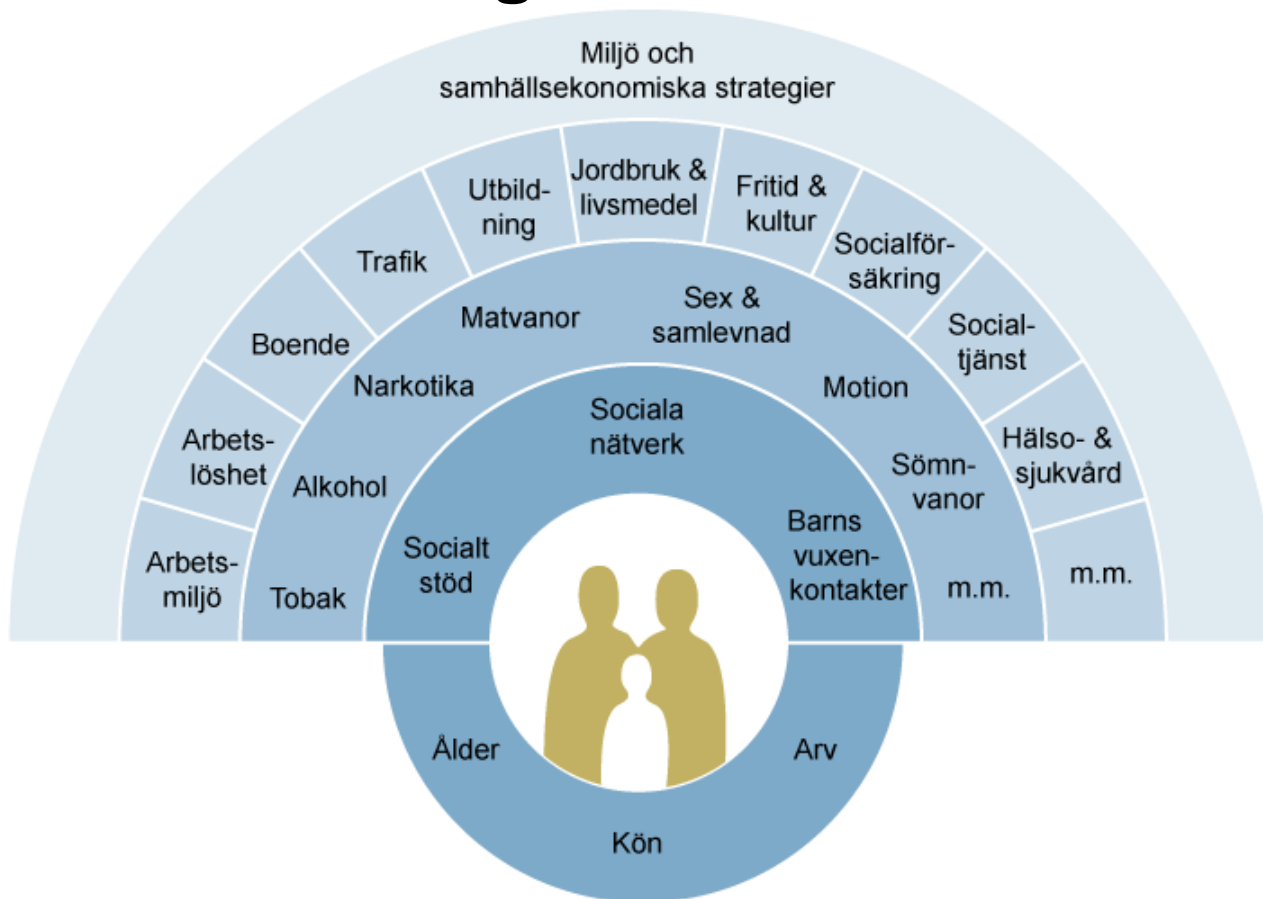 Miljö och
samhällsekonomiska strategier
Arbets-
miljö
Arbets-
löshet
Boende
Trafik
Utbild-
ning
Jordbruk &
livsmedel
Fritid &
kultur
Socialför-
säkring
Social-
tjänst
Hälso- &
sjukvård
m.m.
Tobak
Alkohol
Narkotika
Matvanor
Sex &
samlevnad
Motion
Sömn-
vanor
m.m.
Socialt
stöd
Sociala
nätverk
Barns
vuxen-
kontakter
Ålder
Kön
Arv